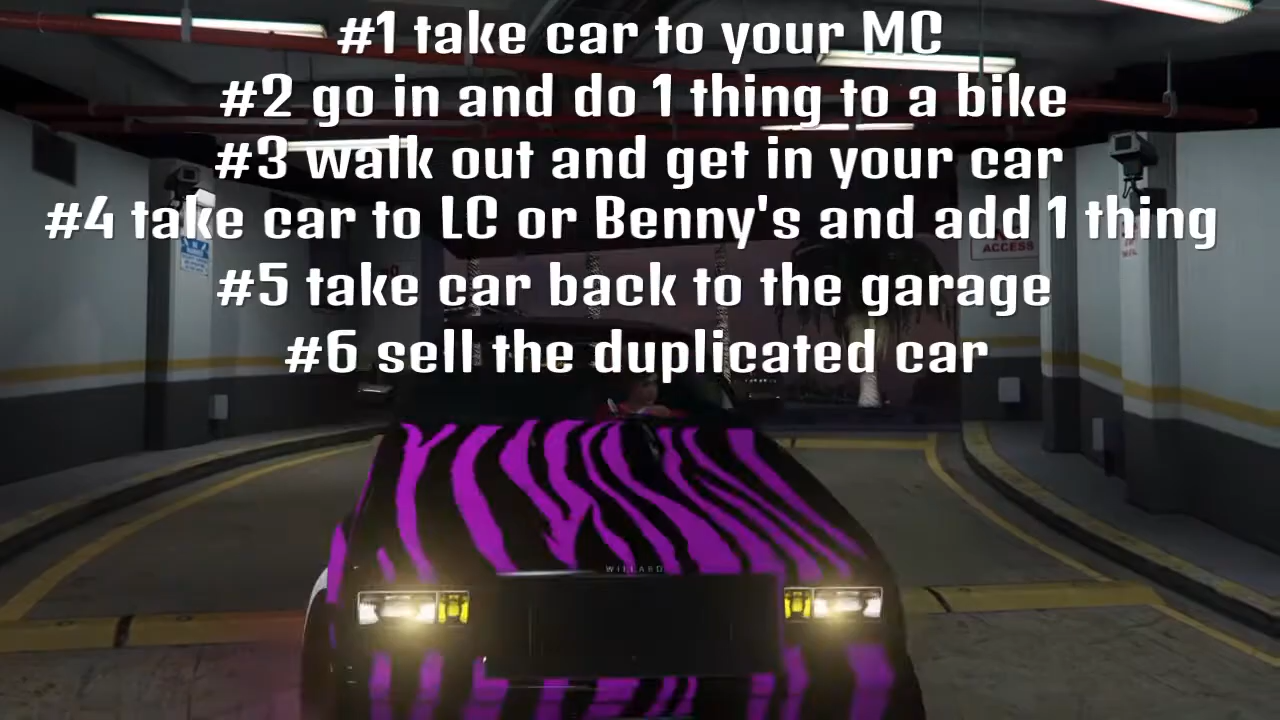 #1 take car to your MC
#2 go in and do 1 thing to a bike
#3 walk out and get in your car
#4 take car to LC or Benny's and add 1 thing
#5 take car back to the garage
#6 sell the duplicated car
ACCESS
WILLARD